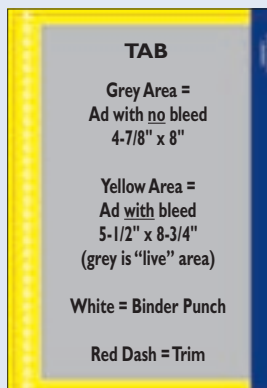 TAB
Grey Area =
Ad with no bleed
4-7/8" x 8"
Yellow Area =
Ad with bleed
5-1/2" x 8-3/4"
(grey is “live” area)
White = Binder Punch
Red Dash = Trim